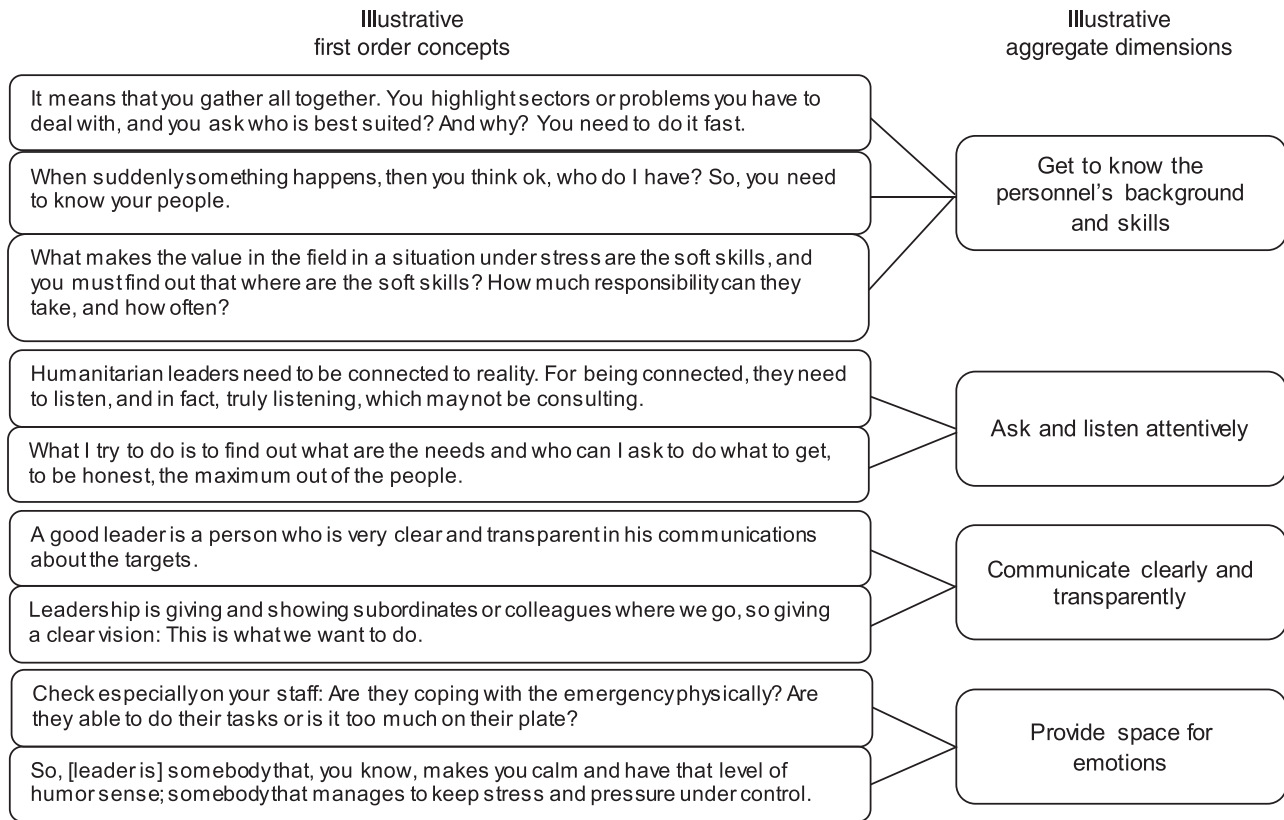 Illustrative
first order concepts
Illustrative
aggregate dimensions
It means that you gather all together. You highlight sectors or problems you have to
deal with, and you ask who is best suited? And why? You need to do it fast.
When suddenly something happens, then you think ok, who do I have? So, you need
to know your people.
What makes the value in the field in a situation under stress are the soft skills, and
you must find out that where are the soft skills? How much responsibility can they
take, and how often?
Get to know the
personnel's background
and skills
Humanitarian leaders need to be connected to reality. For being connected, they need
to listen, and in fact, truly listening, which may not be consulting.
What I try to do is to find out what are the needs and who can I ask to do what to get,
to be honest, the maximum out of the people.
Ask and listen attentively
A good leader is a person who is very clear and transparent in his communications
about the targets.
Leadership is giving and showing subordinates or colleagues where we go, so giving
a clear vision: This is what we want to do.
Communicate clearly and
transparently
Check especially on your staff: Are they coping with the emergency physically? Are
they able to do their tasks or is it too much on their plate?
So, [leader is] somebody that, you know, makes you calm and have that level of
humor sense; somebody that manages to keep stress and pressure under control.
Provide space for
emotions